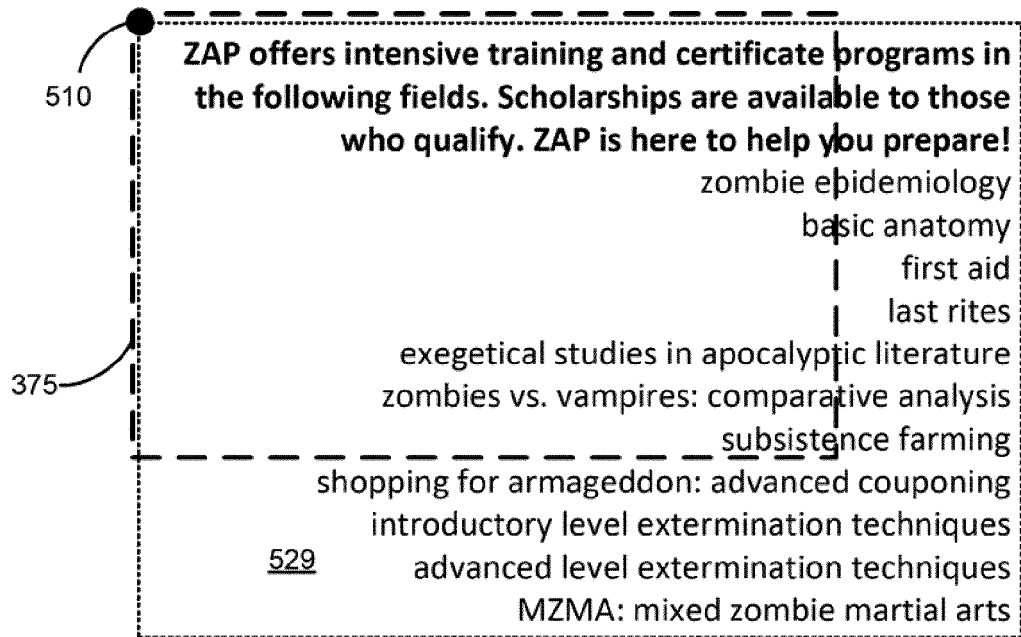 510
ZAP offers intensive training and certificate programs in
the following fields. Scholarships are available to those
who qualify. ZAP is here to help you prepare!
zombie epidemiology
basic anatomy
first aid
last rites
375
exegetical studies in apocalyptic literature
zombies vs. vampires: comparative analysis
subsistence farming
shopping for armageddon: advanced couponing
introductory level extermination techniques
529
advanced level extermination techniques
MZMA: mixed zombie martial arts